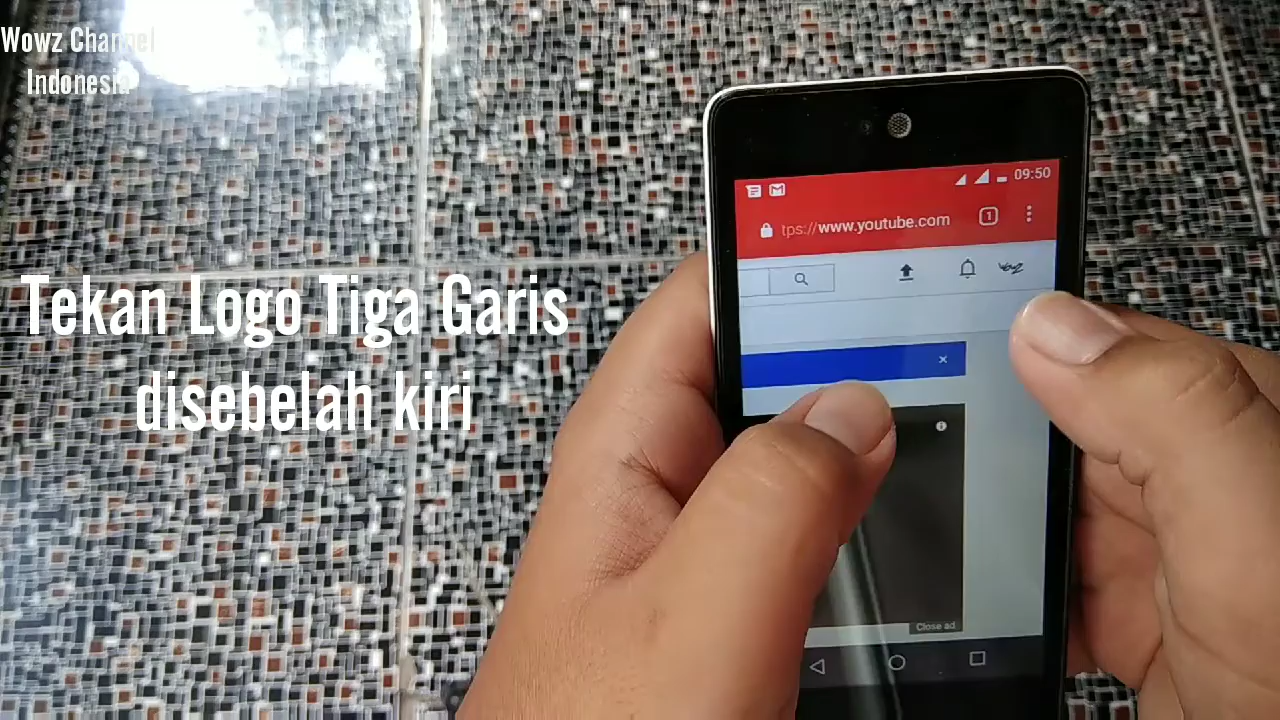 Wowz Channel
Indonesia
Tekan Logo Tiga Garis
disebelah kiri
09:50
tps://www.youtube.com
1
Close ad